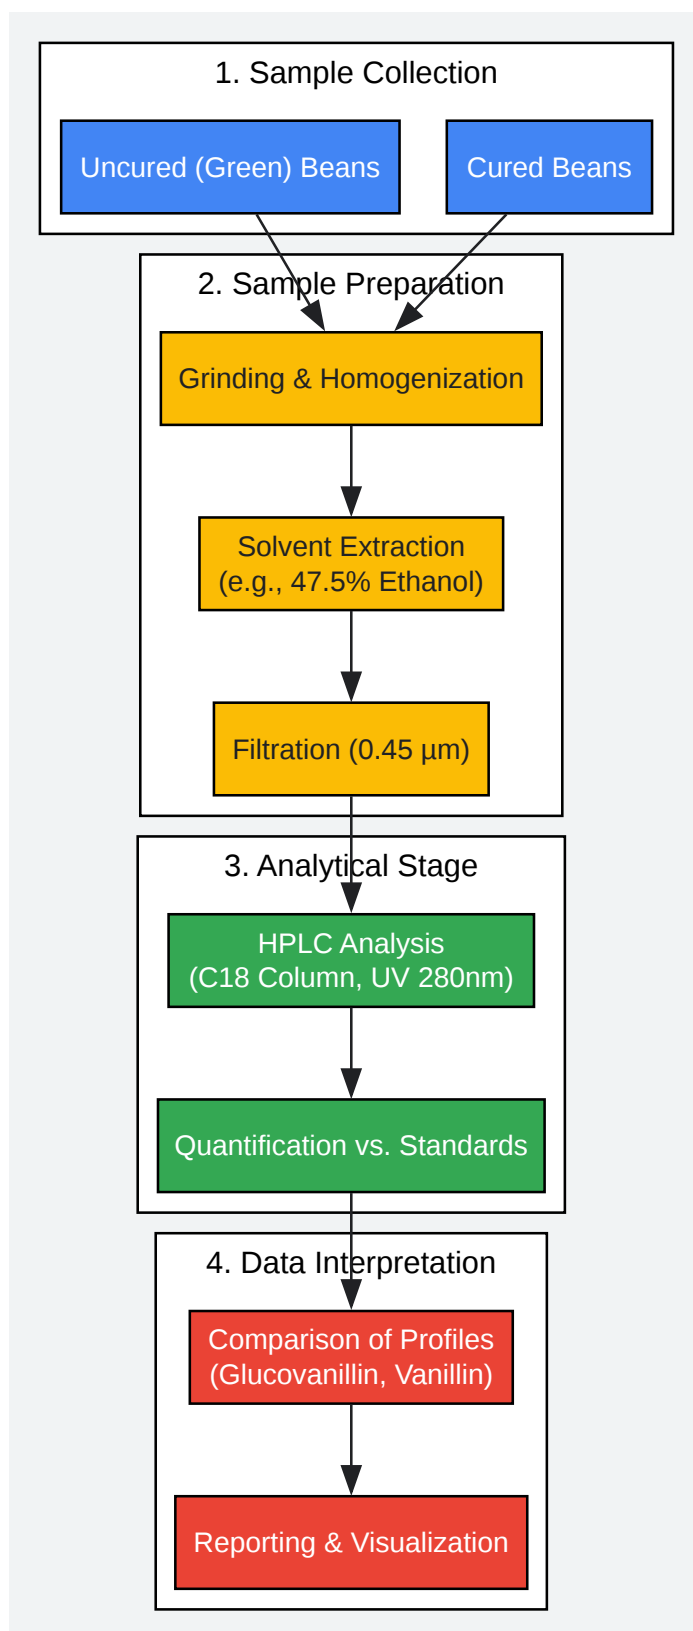 1. Sample Collection
Uncured (Green) Beans
Cured Beans
2. Sample Preparation
Grinding & Homogenization
Solvent Extraction
(e.g., 47.5% Ethanol)
Filtration (0.45 µm)
3. Analytical Stage
HPLC Analysis
(C18 Column, UV 280nm)
Quantification vs. Standards
4. Data Interpretation
Comparison of Profiles
(Glucovanillin, Vanillin)
Reporting & Visualization